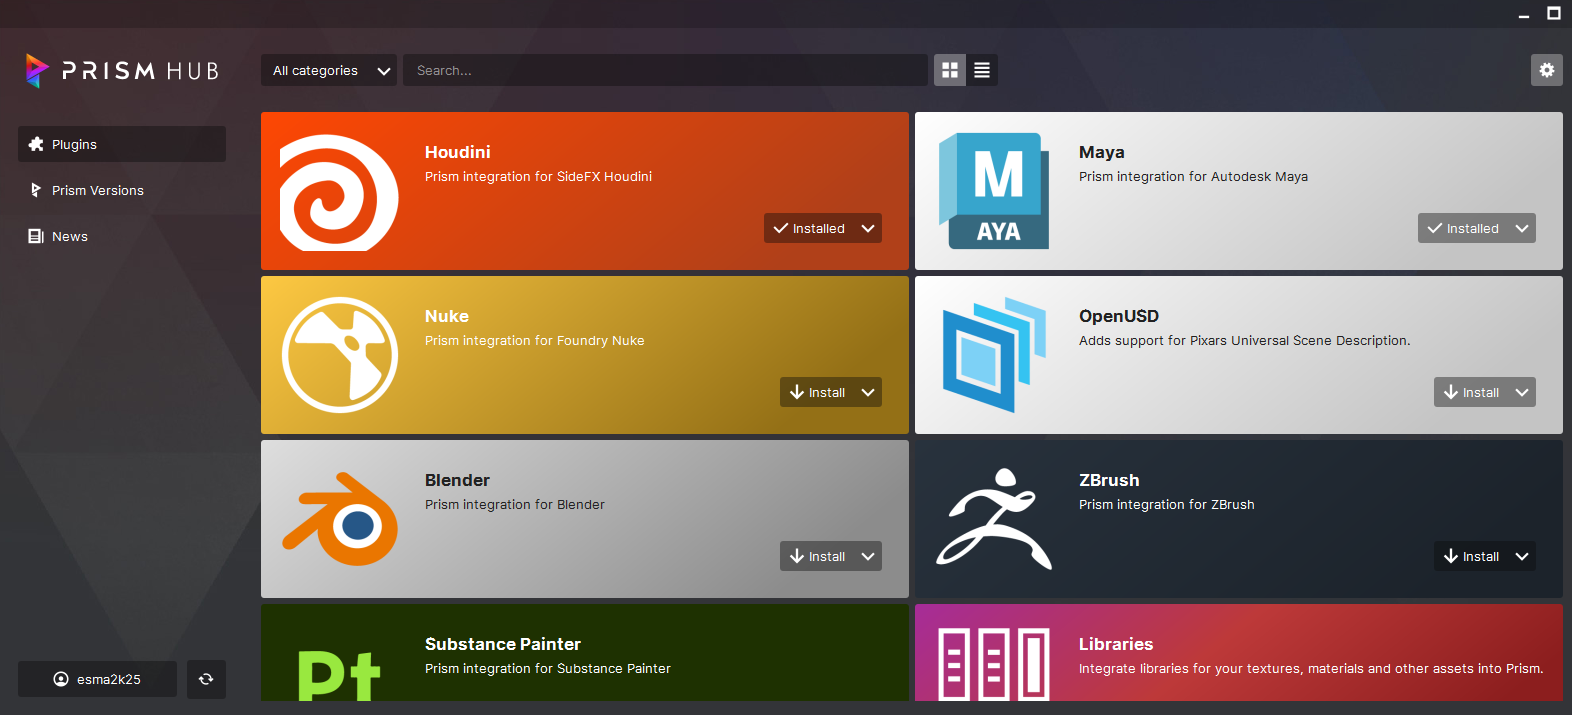 PRISM HUB
All categories
Search...
Plugins
Prism Versions
News
Houdini
Prism integration for SideFX Houdini
Installed
M
AYA
Maya
Prism integration for Autodesk Maya
Installed
Nuke
Prism integration for Foundry Nuke
Install
OpenUSD
Adds support for Pixars Universal Scene Description.
Install
Blender
Prism integration for Blender
Install
ZBrush
Prism integration for ZBrush
Install
Pt
Substance Painter
Prism integration for Substance Painter
Libraries
Integrate libraries for your textures, materials and other assets into Prism.
esma2k25